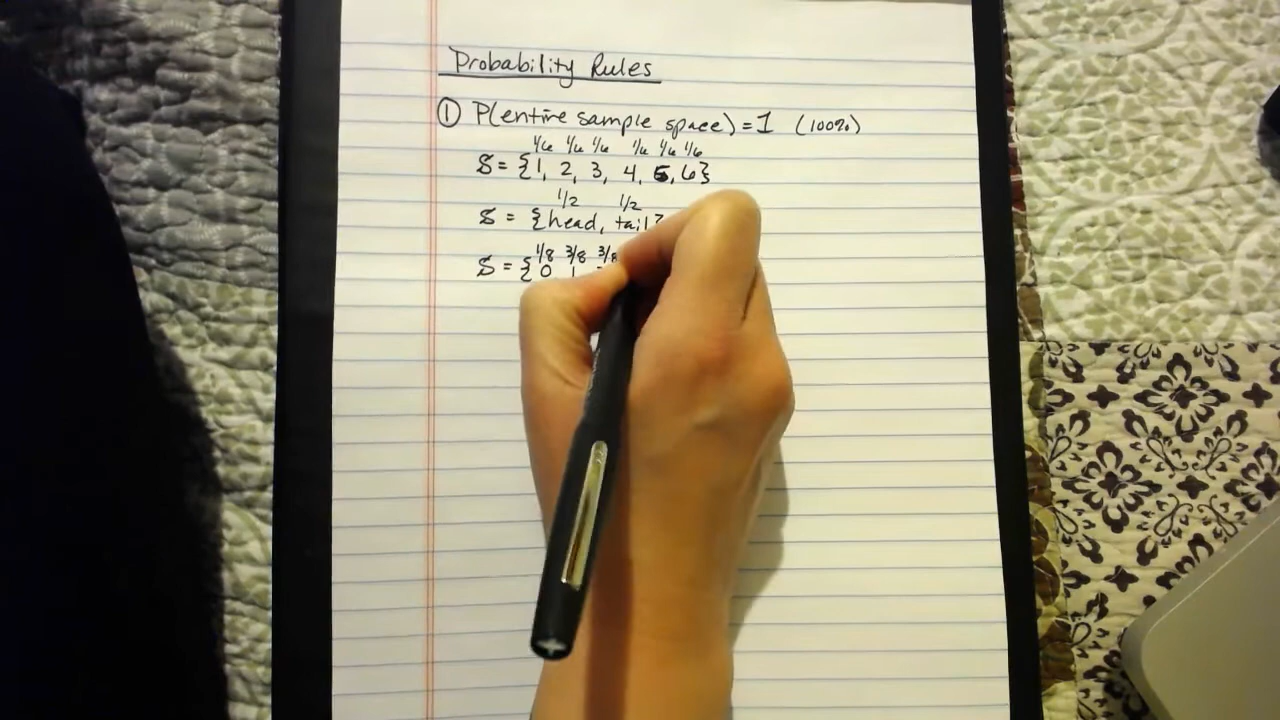 Probability Rules
① P(entire sample space) = 1 (100%)
1/6 1/6 1/6 1/6 1/6 1/6
S = {1, 2, 3, 4, 5, 6}
1/2 1/2
S = {head, tail}
1/8 3/8 3/8
S = {0 1